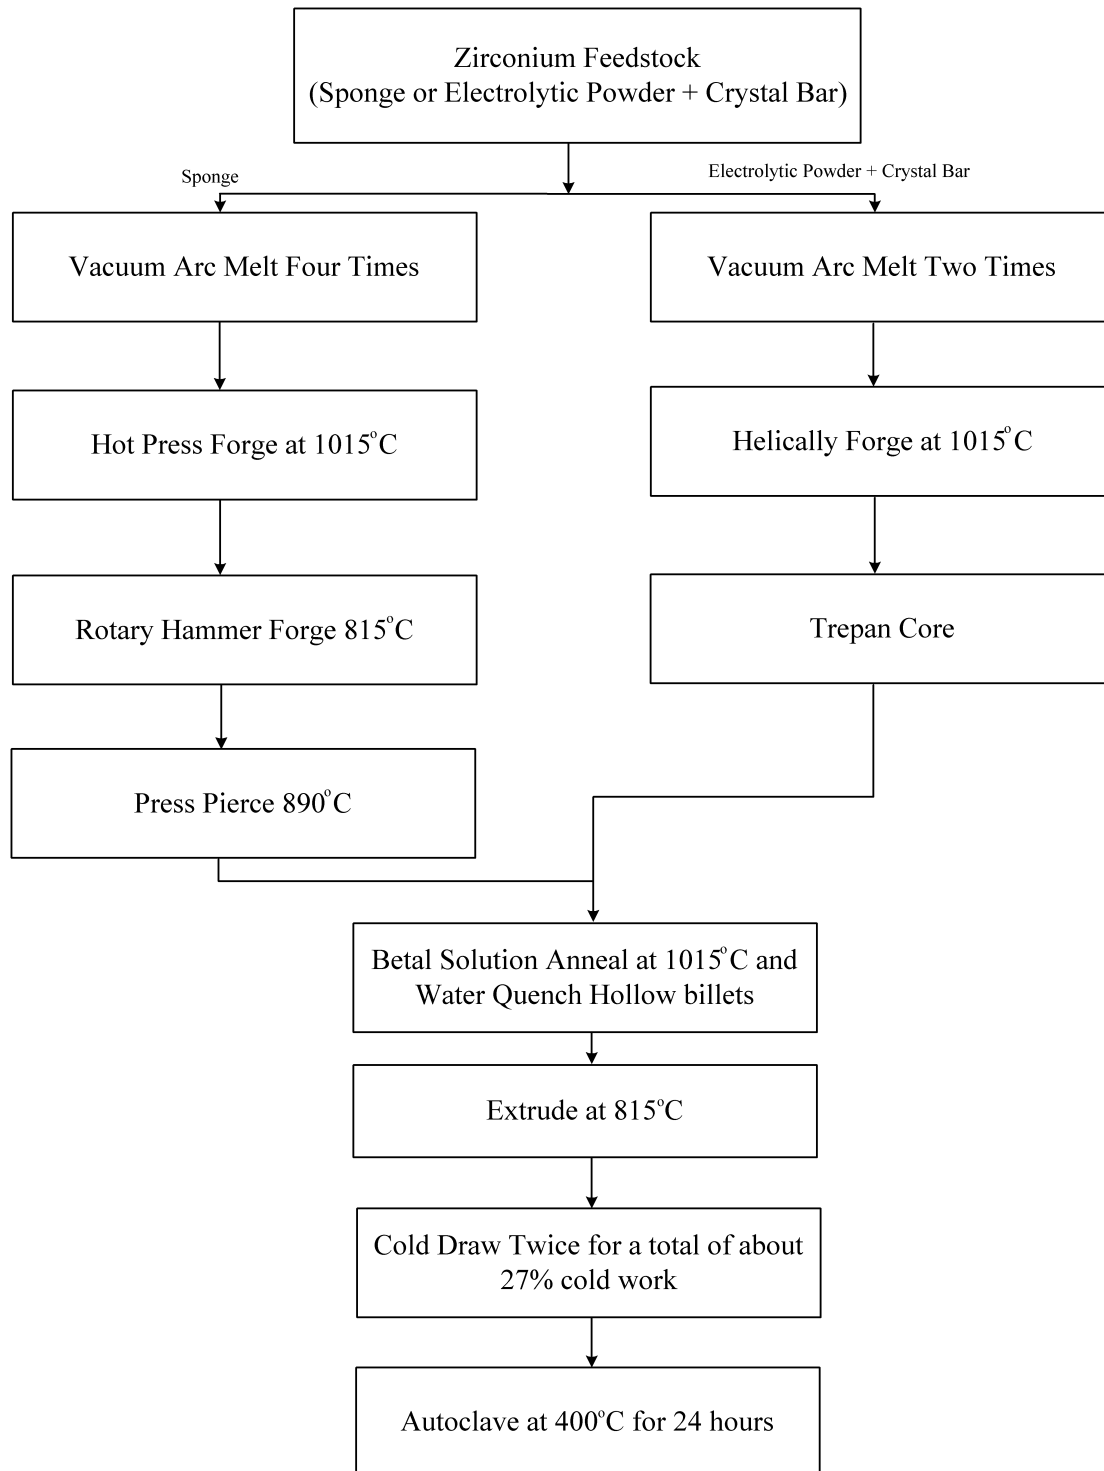 Zirconium Feedstock
(Sponge or Electrolytic Powder + Crystal Bar)
Sponge
Electrolytic Powder + Crystal Bar
Vacuum Arc Melt Four Times
Vacuum Arc Melt Two Times
Hot Press Forge at 1015°C
Helically Forge at 1015°C
Rotary Hammer Forge 815°C
Trepan Core
Press Pierce 890°C
Betal Solution Anneal at 1015°C and
Water Quench Hollow billets
Extrude at 815°C
Cold Draw Twice for a total of about
27% cold work
Autoclave at 400°C for 24 hours